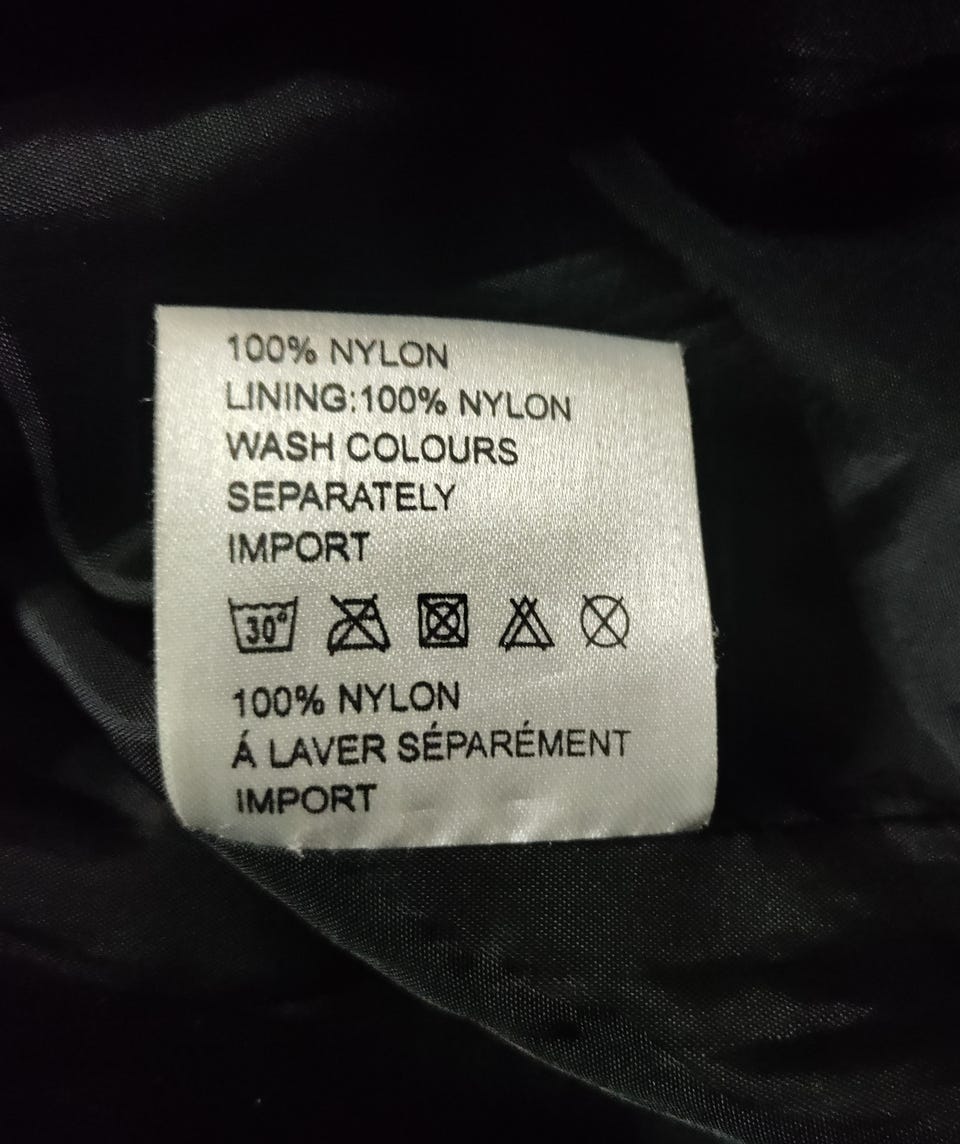 100% NYLON
LINING:100% NYLON
WASH COLOURS
SEPARATELY
IMPORT
30°
100% NYLON
Á LAVER SÉPARÉMENT
IMPORT